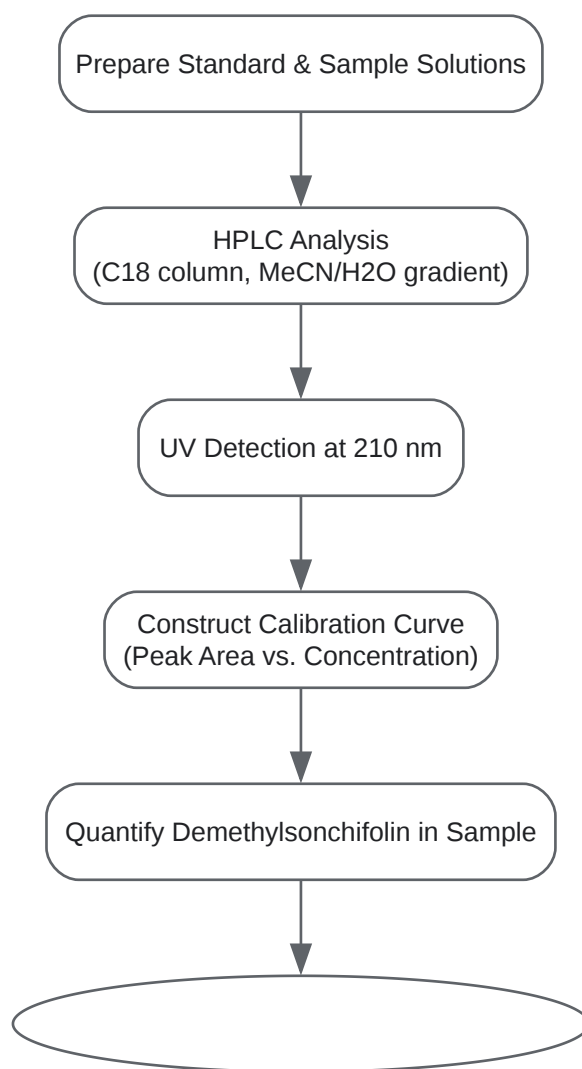 Prepare Standard & Sample Solutions
HPLC Analysis
(C18 column, MeCN/H2O gradient)
UV Detection at 210 nm
Construct Calibration Curve
(Peak Area vs. Concentration)
Quantify Demethylsonchifolin in Sample